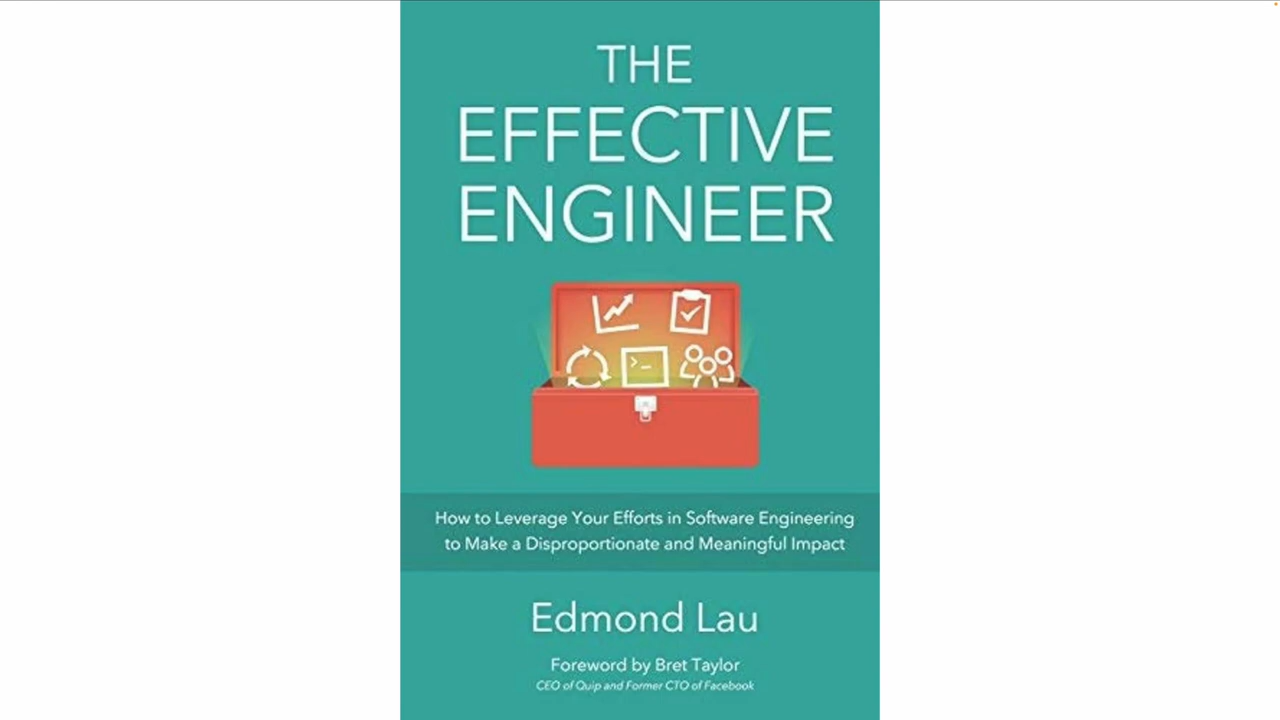 THE
EFFECTIVE
ENGINEER
How to Leverage Your Efforts in Software Engineering
to Make a Disproportionate and Meaningful Impact
Edmond Lau
Foreword by Bret Taylor
CEO of Quip and Former CTO of Facebook